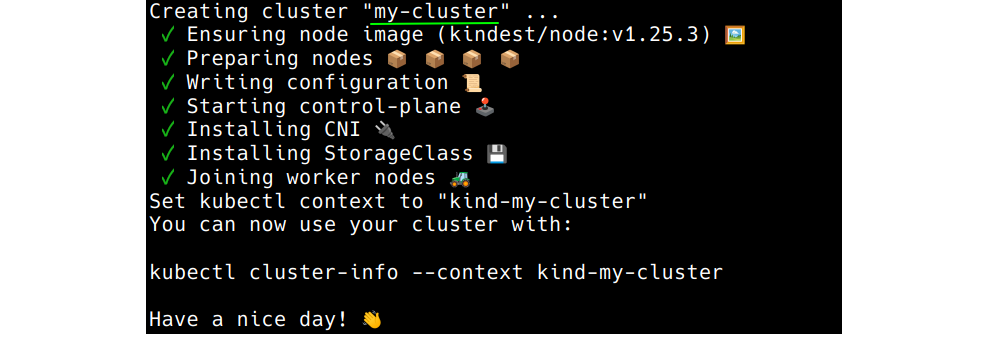 Creating cluster "my-cluster" ...
✓ Ensuring node image (kindest/node:v1.25.3) 🖼️
✓ Preparing nodes 📦 📦 📦 📦
✓ Writing configuration 📜
✓ Starting control-plane 🕹️
✓ Installing CNI 🔌
✓ Installing StorageClass 💾
✓ Joining worker nodes 🚜
Set kubectl context to "kind-my-cluster"
You can now use your cluster with:
kubectl cluster-info --context kind-my-cluster
Have a nice day! 👋